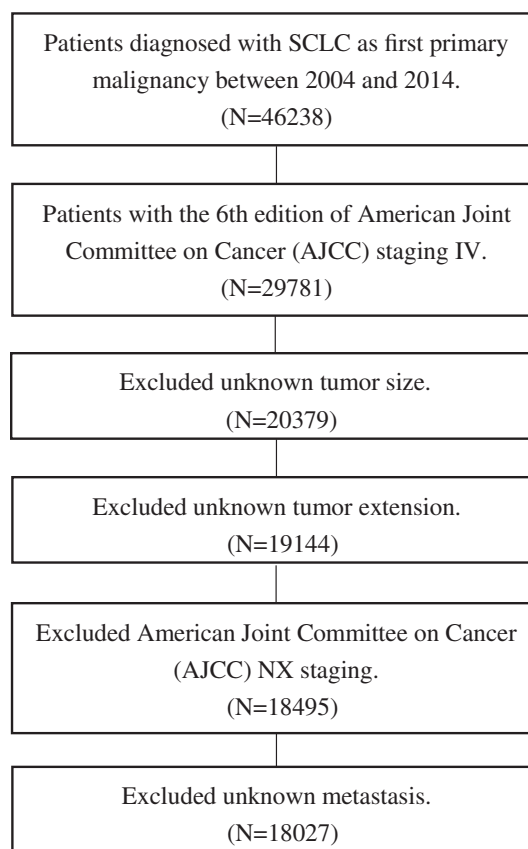 Patients diagnosed with SCLC as first primary
malignancy between 2004 and 2014.
(N=46238)
Patients with the 6th edition of American Joint
Committee on Cancer (AJCC) staging IV.
(N=29781)
Excluded unknown tumor size.
(N=20379)
Excluded unknown tumor extension.
(N=19144)
Excluded American Joint Committee on Cancer
(AJCC) NX staging.
(N=18495)
Excluded unknown metastasis.
(N=18027)